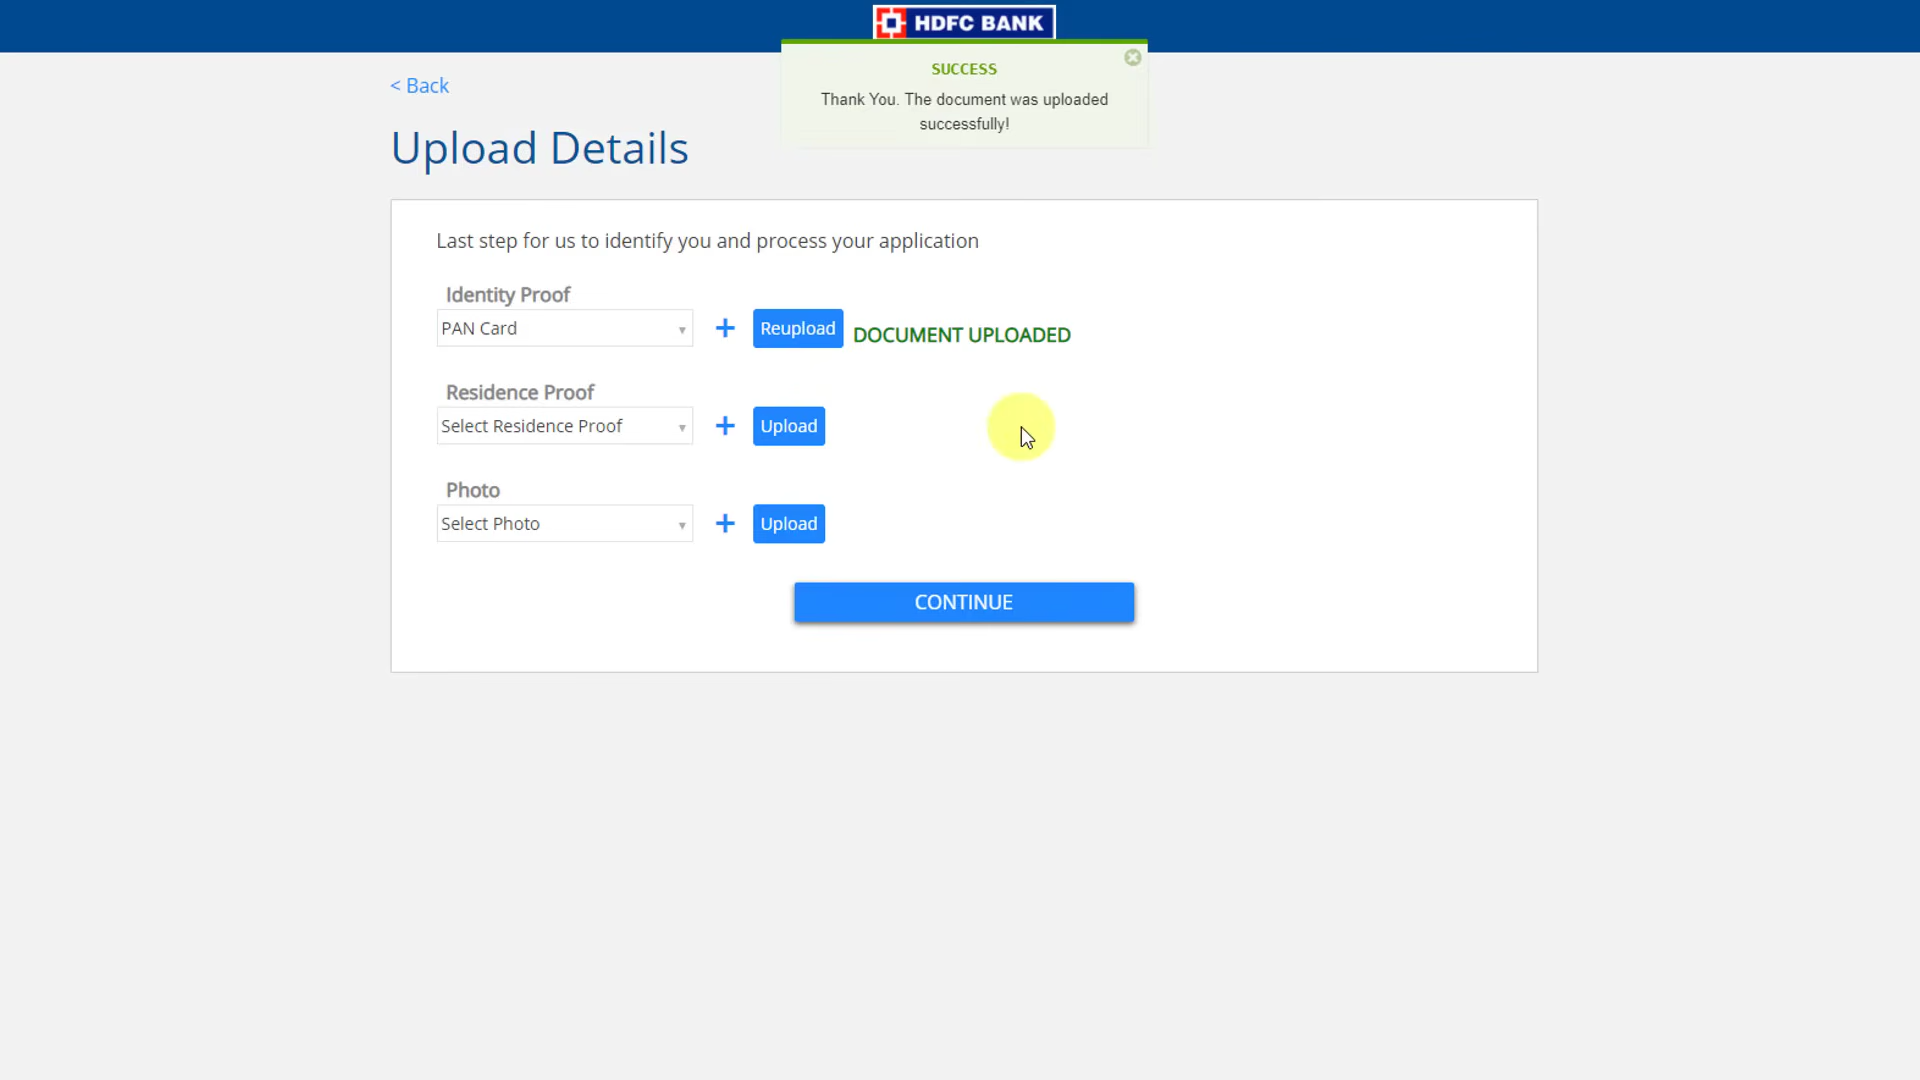 HDFC BANK
SUCCESS
Thank You. The document was uploaded
successfully!
< Back
Upload Details
Last step for us to identify you and process your application
Identity Proof
PAN Card + Reupload DOCUMENT UPLOADED
Residence Proof
Select Residence Proof + Upload
Photo
Select Photo + Upload
CONTINUE